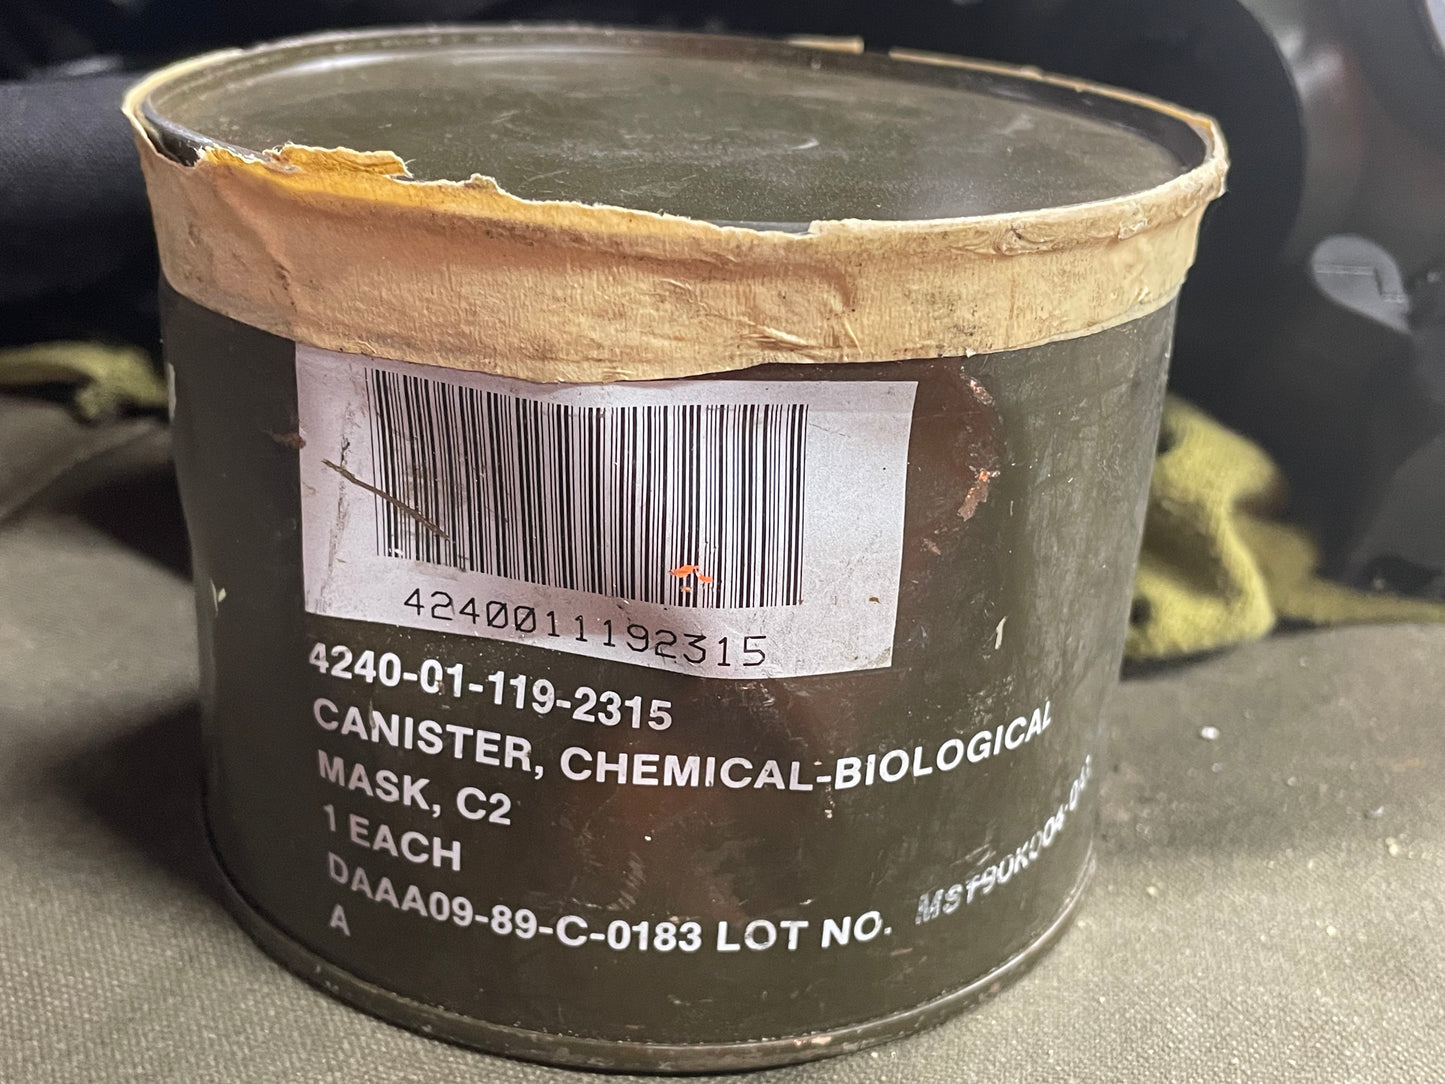 4240011192315
4240-01-119-2315
CANISTER, CHEMICAL-BIOLOGICAL
MASK, C2
1 EACH
DAAA09-89-C-0183 LOT NO.
A